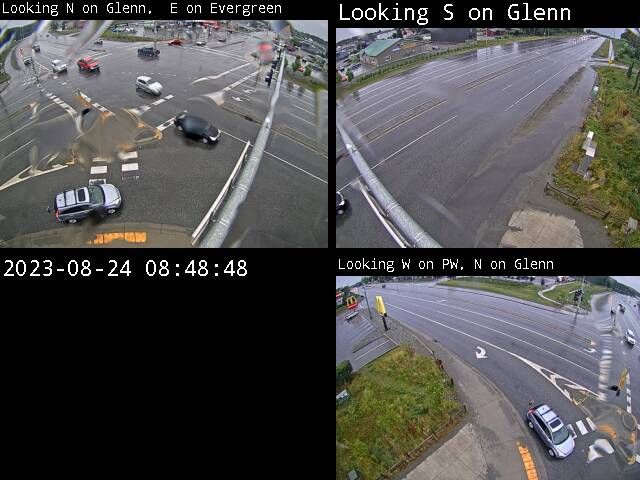 Looking N on Glenn,  E on Evergreen
Looking S on Glenn
2023-08-24 08:48:48
Looking W on PW, N on Glenn